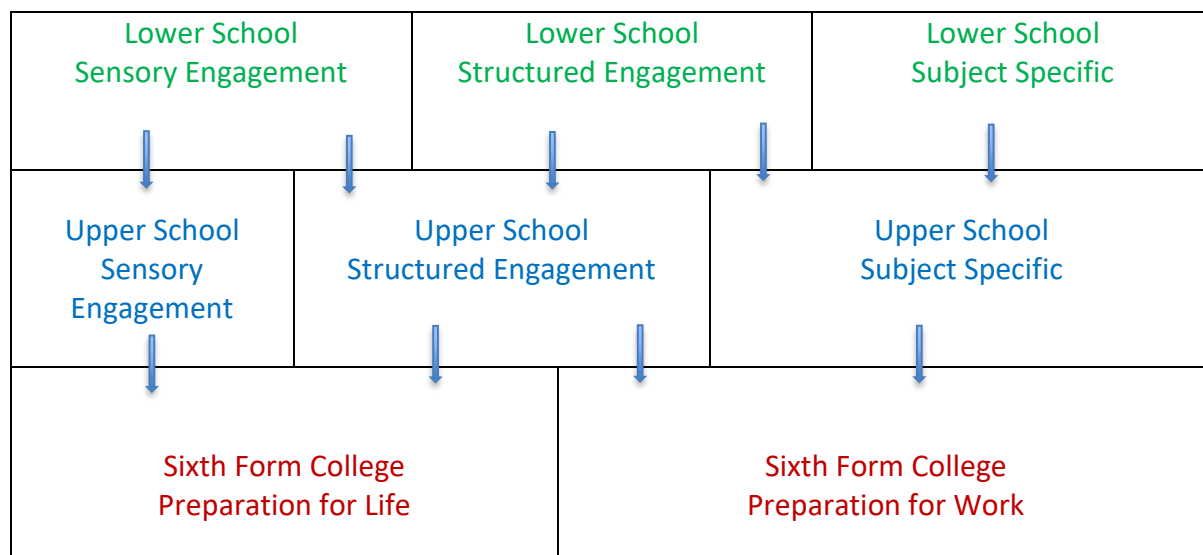 Lower School
Sensory Engagement
Lower School
Structured Engagement
Lower School
Subject Specific
Upper School
Sensory
Engagement
Upper School
Structured Engagement
Upper School
Subject Specific
Sixth Form College
Preparation for Life
Sixth Form College
Preparation for Work